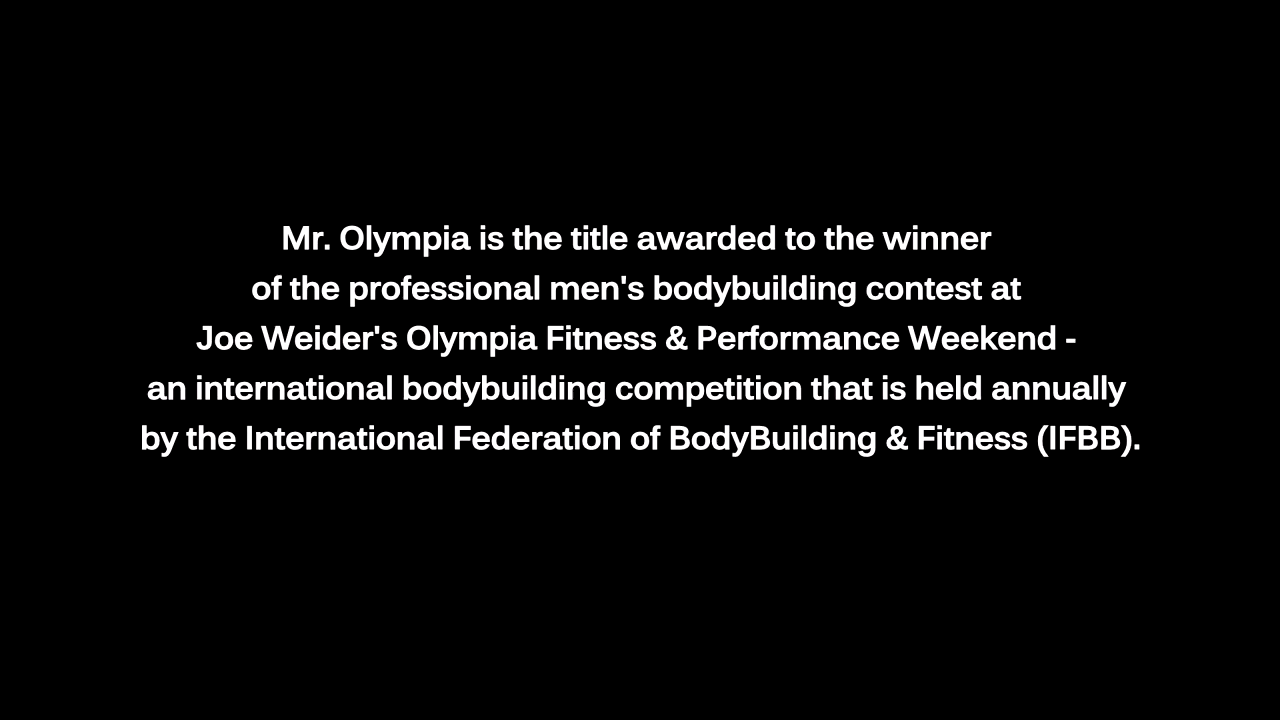 Mr. Olympia is the title awarded to the winner
of the professional men's bodybuilding contest at
Joe Weider's Olympia Fitness & Performance Weekend -
an international bodybuilding competition that is held annually
by the International Federation of BodyBuilding & Fitness (IFBB).